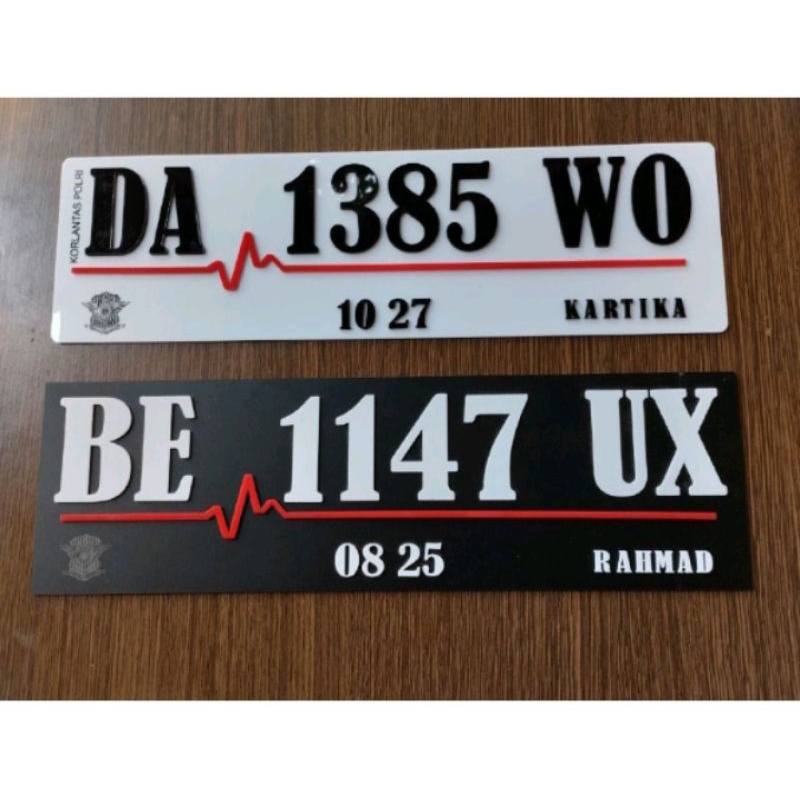 KORLANTAS POLRI
DA 1385 WO
10 27
KARTIKA
BE 1147 UX
08 25
RAHMAD